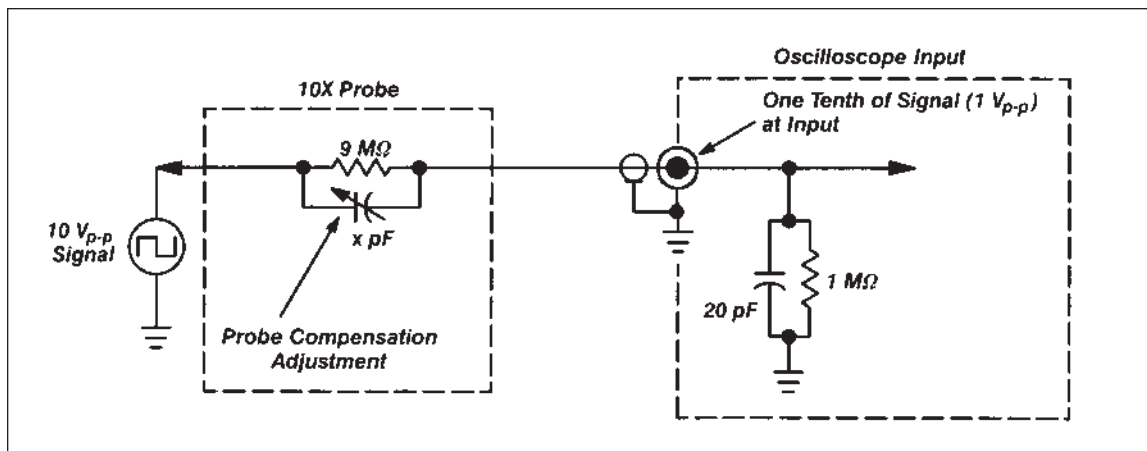 Oscilloscope Input
10X Probe
One Tenth of Signal (1 Vp-p)
at Input
9 MΩ
10 Vp-p
Signal
x pF
1 MΩ
20 pF
Probe Compensation
Adjustment